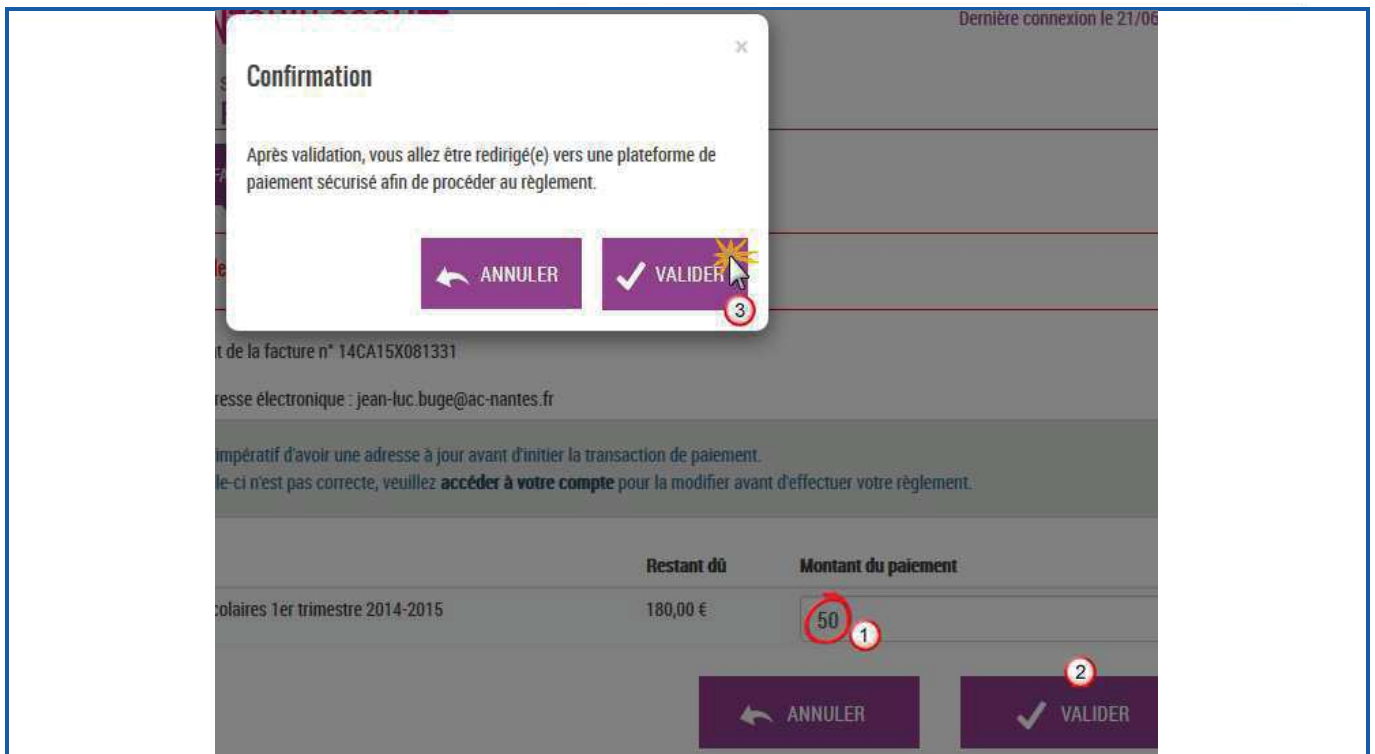 Dernière connexion le 21/06
×
Confirmation
Après validation, vous allez être redirigé(e) vers une plateforme de
paiement sécurisé afin de procéder au règlement.
ANNULER
VALIDER
3
t de la facture n° 14CA15X081331
resse électronique : jean-luc.buge@ac-nantes.fr
impératif d'avoir une adresse à jour avant d'initier la transaction de paiement.
le-ci n'est pas correcte, veuillez accéder à votre compte pour la modifier avant d'effectuer votre règlement.
Restant dû Montant du paiement
colaires 1er trimestre 2014-2015 180,00 € 50
1
2
ANNULER VALIDER